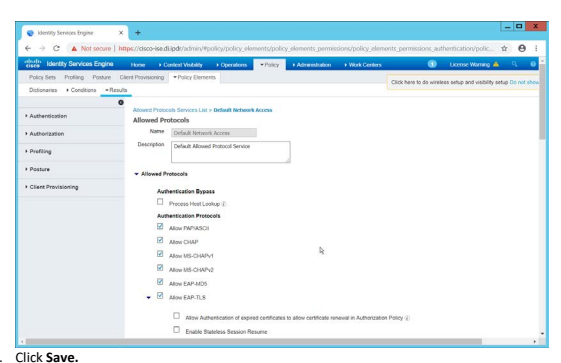 Identity Services Engine
Not secure | https://cisco-ise.di.ipdr/admin/#policy/policy_elements/policy_elements_permissions/policy_elements_permissions_authentication/polic...
cisco Identity Services Engine Home Context Visibility Operations Policy Administration Work Centers 1 License Warning
Policy Sets Profiling Posture Client Provisioning Policy Elements
Click here to do wireless setup and visibility setup Do not show
Dictionaries Conditions Results
Authentication
Authorization
Profiling
Posture
Client Provisioning
Allowed Protocols Services List > Default Network Access
Allowed Protocols
Name Default Network Access
Description Default Allowed Protocol Service
Allowed Protocols
Authentication Bypass
Process Host Lookup
Authentication Protocols
Allow PAP/ASCII
Allow CHAP
Allow MS-CHAPv1
Allow MS-CHAPv2
Allow EAP-MD5
Allow EAP-TLS
Allow Authentication of expired certificates to allow certificate renewal in Authorization Policy
Enable Stateless Session Resume
Click Save.